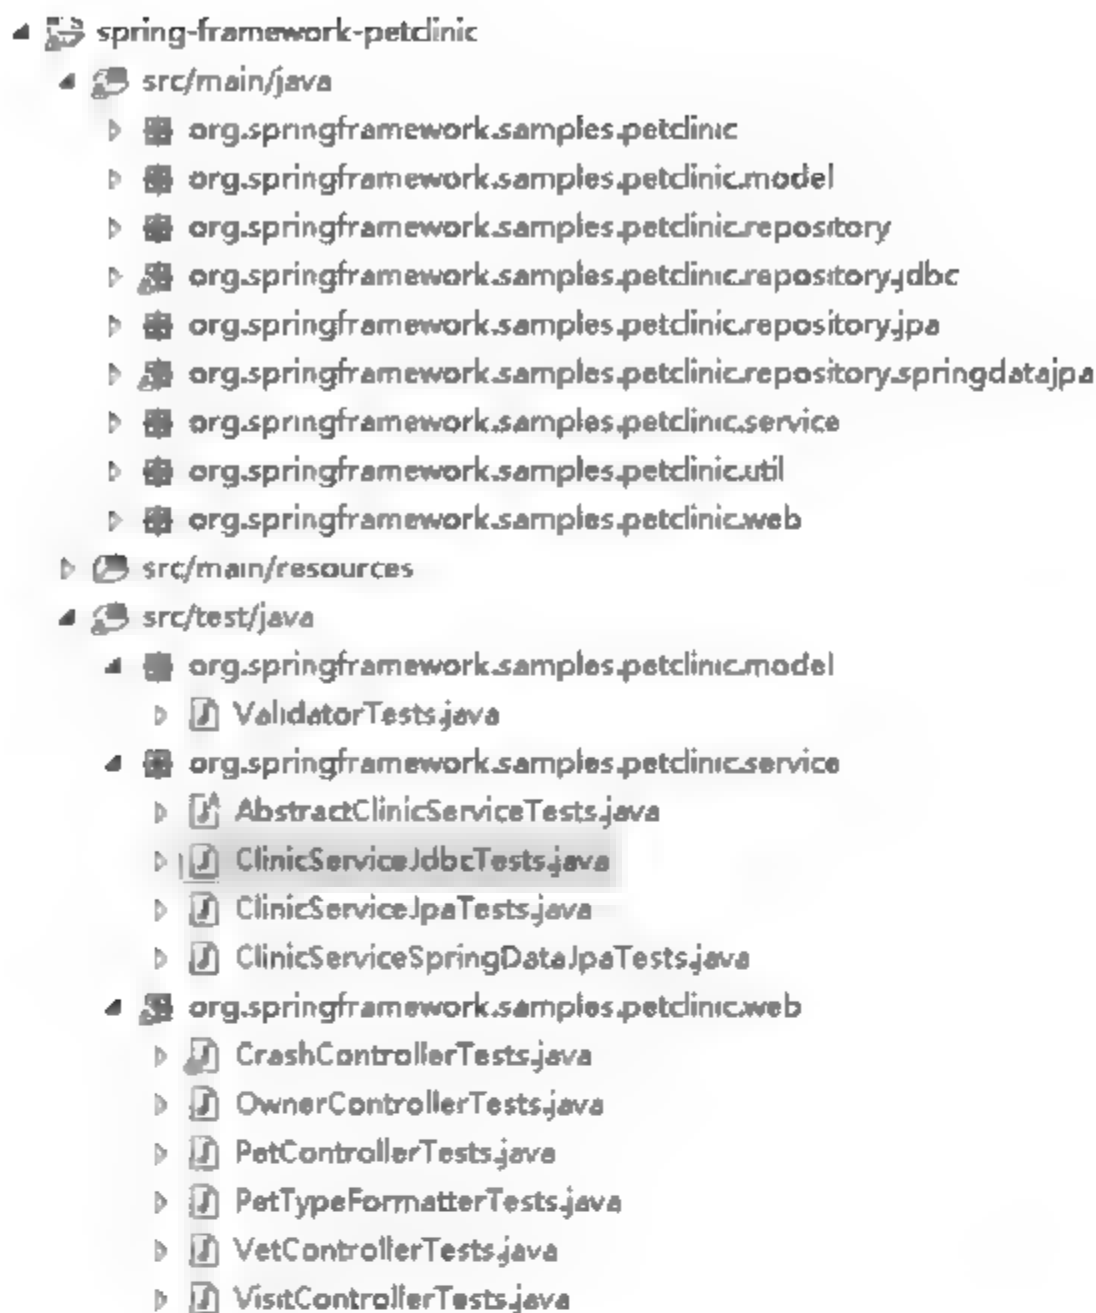 spring-framework-petclinic
src/main/java
org.springframework.samples.petclinic
org.springframework.samples.petclinic.model
org.springframework.samples.petclinic.repository
org.springframework.samples.petclinic.repository.jdbc
org.springframework.samples.petclinic.repository.jpa
org.springframework.samples.petclinic.repository.springdatajpa
org.springframework.samples.petclinic.service
org.springframework.samples.petclinic.util
org.springframework.samples.petclinic.web
src/main/resources
src/test/java
org.springframework.samples.petclinic.model
ValidatorTests.java
org.springframework.samples.petclinic.service
AbstractClinicServiceTests.java
ClinicServiceJdbcTests.java
ClinicServiceJpaTests.java
ClinicServiceSpringDataJpaTests.java
org.springframework.samples.petclinic.web
CrashControllerTests.java
OwnerControllerTests.java
PetControllerTests.java
PetTypeFormatterTests.java
VetControllerTests.java
VisitControllerTests.java